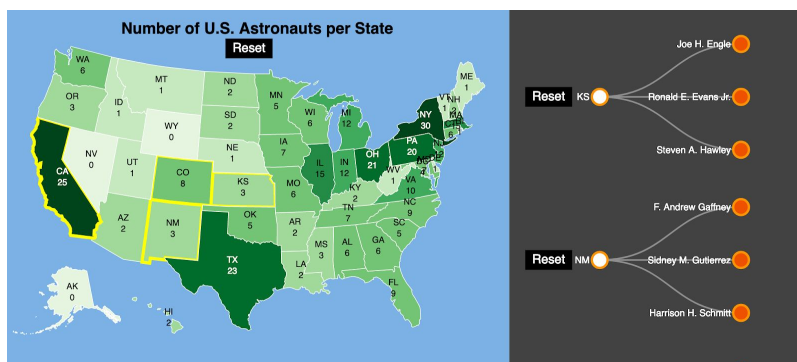 Number of U.S. Astronauts per State
Reset
WA
6
OR
3
CA
25
NV
0
ID
1
MT
1
WY
0
UT
1
AZ
2
CO
8
NM
3
ND
2
SD
2
NE
1
KS
3
OK
5
TX
23
MN
5
IA
7
MO
6
AR
2
LA
2
WI
6
IL
15
MI
12
IN
12
OH
21
KY
2
TN
7
MS
3
AL
6
GA
6
FL
9
SC
5
NC
9
VA
10
WV
1
PA
20
NY
30
VT
1
NH
ME
1
MA
6
AK
0
HI
2
Reset KS
Joe H. Engle
Ronald E. Evans Jr.
Steven A. Hawley
Reset NM
F. Andrew Gaffney
Sidney M. Gutierrez
Harrison H. Schmitt